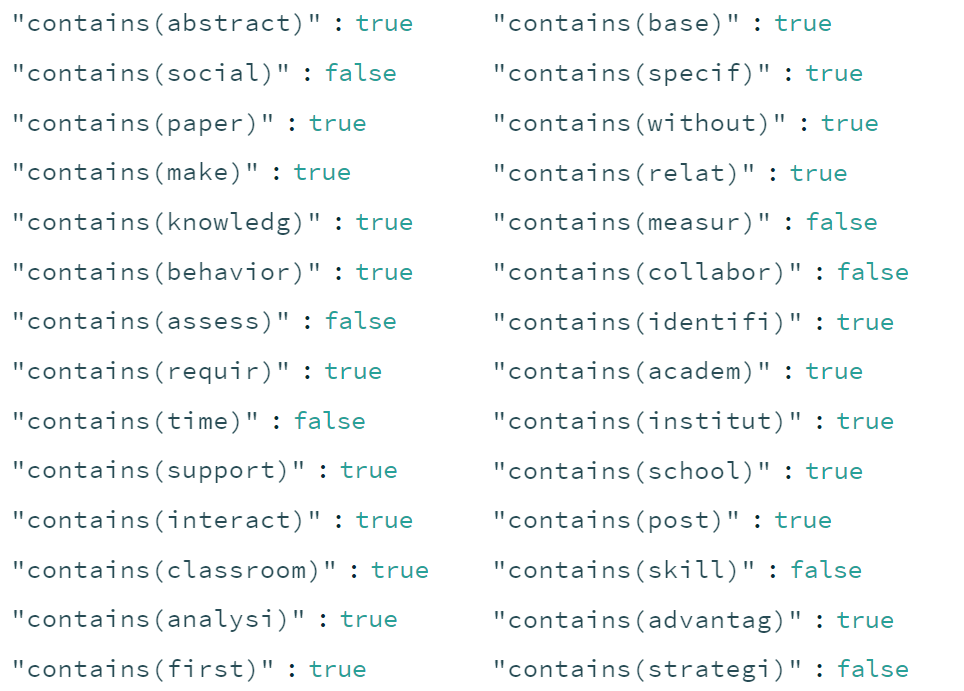 "contains(abstract)" : true
"contains(social)" : false
"contains(paper)" : true
"contains(make)" : true
"contains(knowledg)" : true
"contains(behavior)" : true
"contains(assess)" : false
"contains(requir)" : true
"contains(time)" : false
"contains(support)" : true
"contains(interact)" : true
"contains(classroom)" : true
"contains(analysi)" : true
"contains(first)" : true
"contains(base)" : true
"contains(specif)" : true
"contains(without)" : true
"contains(relat)" : true
"contains(measur)" : false
"contains(collabor)" : false
"contains(identifi)" : true
"contains(academ)" : true
"contains(institut)" : true
"contains(school)" : true
"contains(post)" : true
"contains(skill)" : false
"contains(advantag)" : true
"contains(strategi)" : false